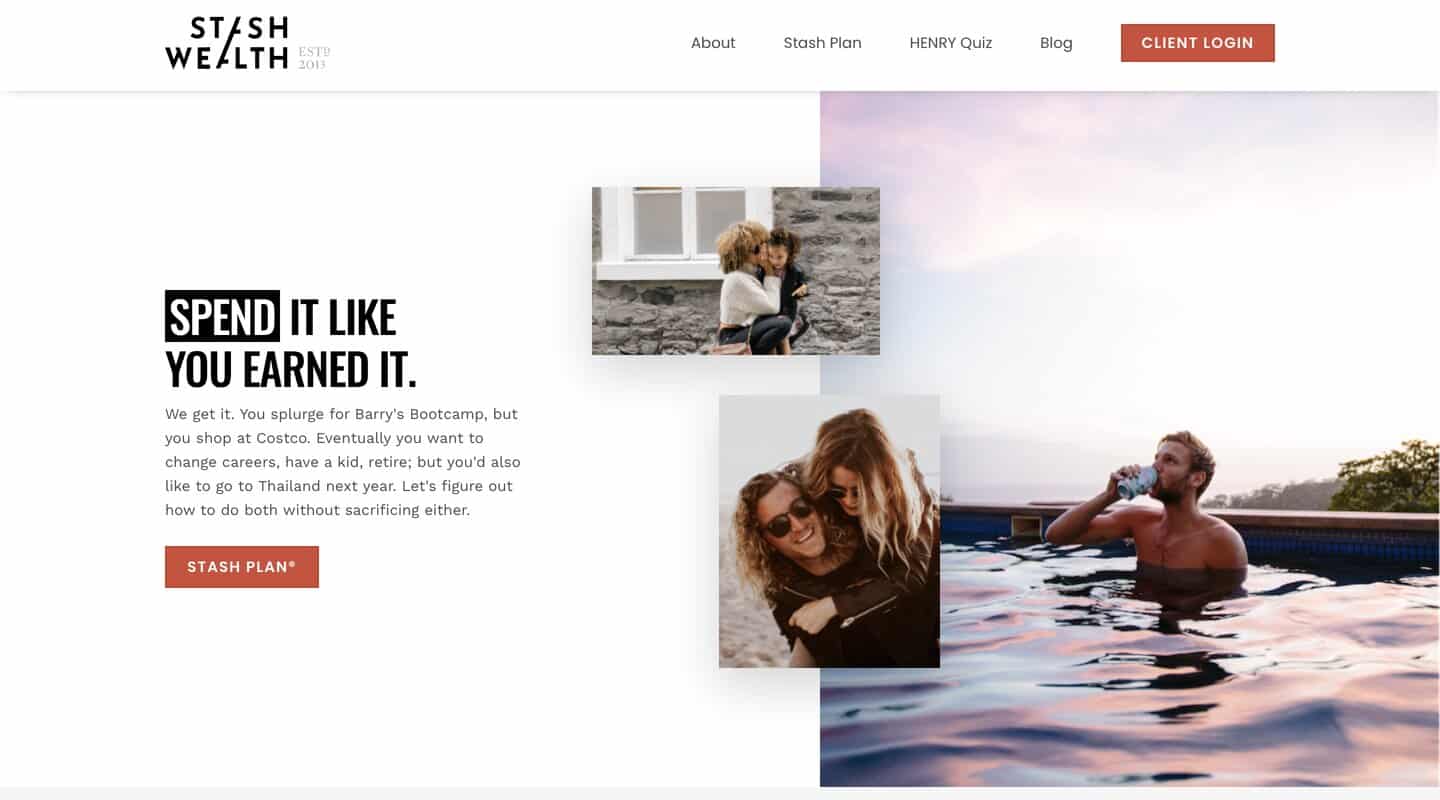 STASH
WEALTH
ESTD
2013
About
Stash Plan
HENRY Quiz
Blog
CLIENT LOGIN
SPEND IT LIKE
YOU EARNED IT.
We get it. You splurge for Barry's Bootcamp, but
you shop at Costco. Eventually you want to
change careers, have a kid, retire; but you'd also
like to go to Thailand next year. Let's figure out
how to do both without sacrificing either.
STASH PLAN®